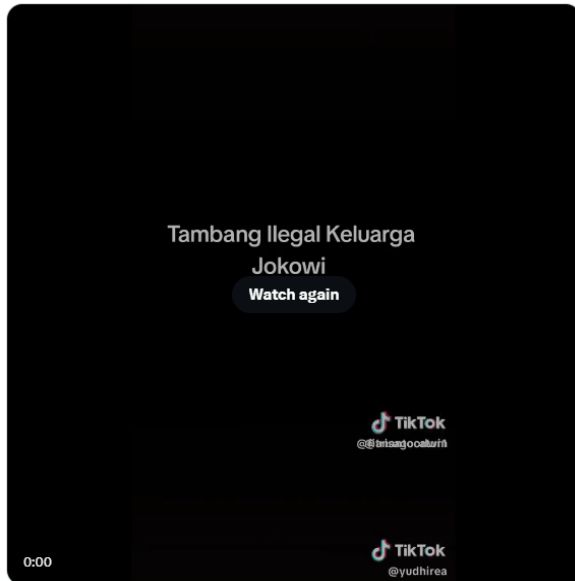 Tambang Ilegal Keluarga
Jokowi
Watch again
TikTok
TikTok
@yudhirea
0:00